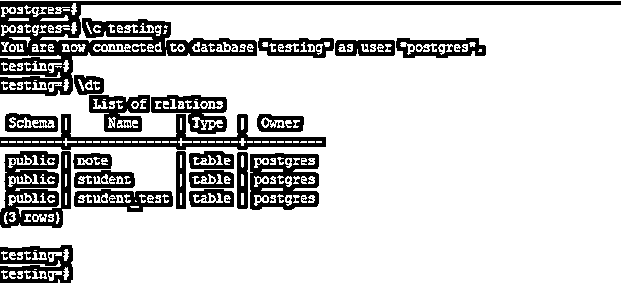 postgres=#
postgres=# \c testing;
You are now connected to database "testing" as user "postgres".
testing=#
testing=# \dt
List of relations
Schema | Name | Type | Owner
--------+--------------+-------+----------
public | note | table | postgres
public | student | table | postgres
public | student_test | table | postgres
(3 rows)
testing=#
testing=#